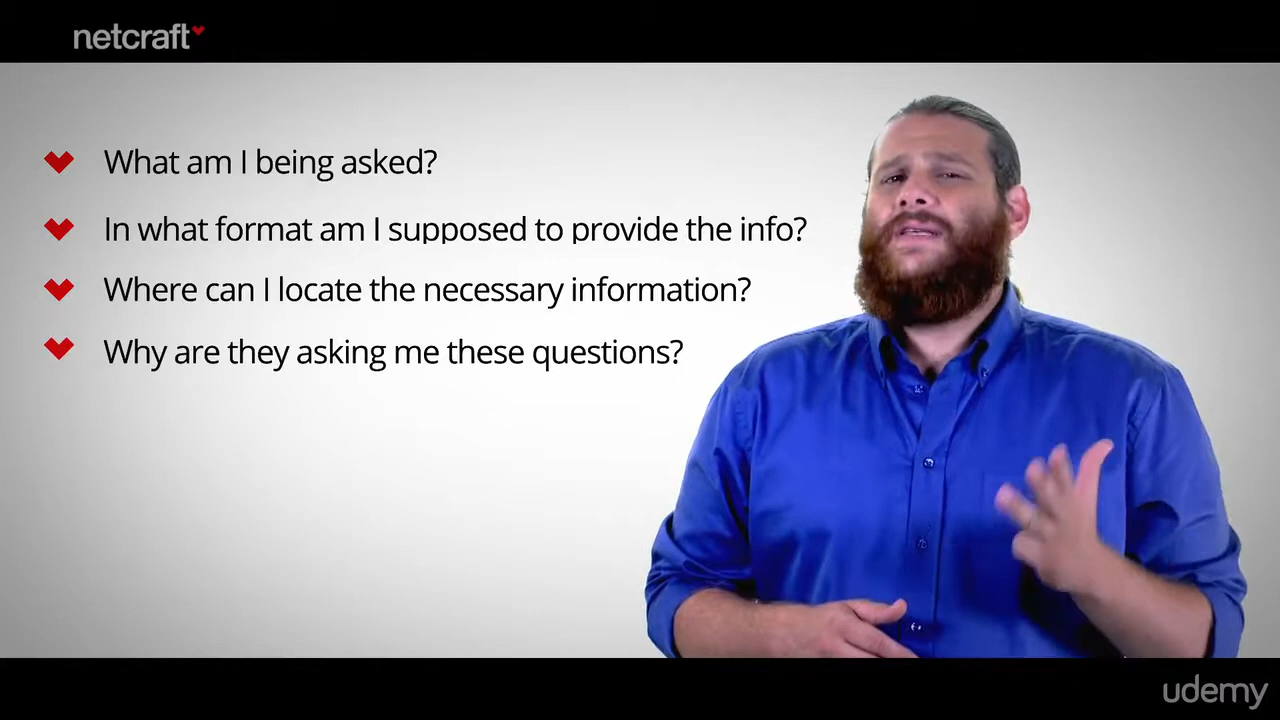 netcraft
What am I being asked?
In what format am I supposed to provide the info?
Where can I locate the necessary information?
Why are they asking me these questions?
udemy